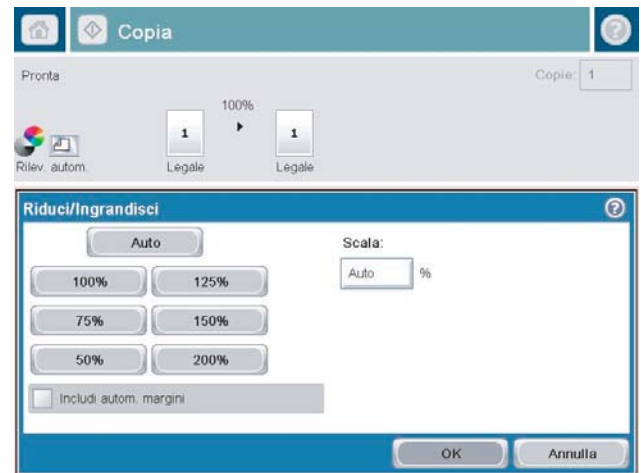 Copia
Pronta
Copie: 1
100%
1 1
Rilev. autom. Legale Legale
Riduci/Ingrandisci
Auto
Scala:
100% 125%
Auto %
75% 150%
50% 200%
Includi autom. margini
OK Annulla